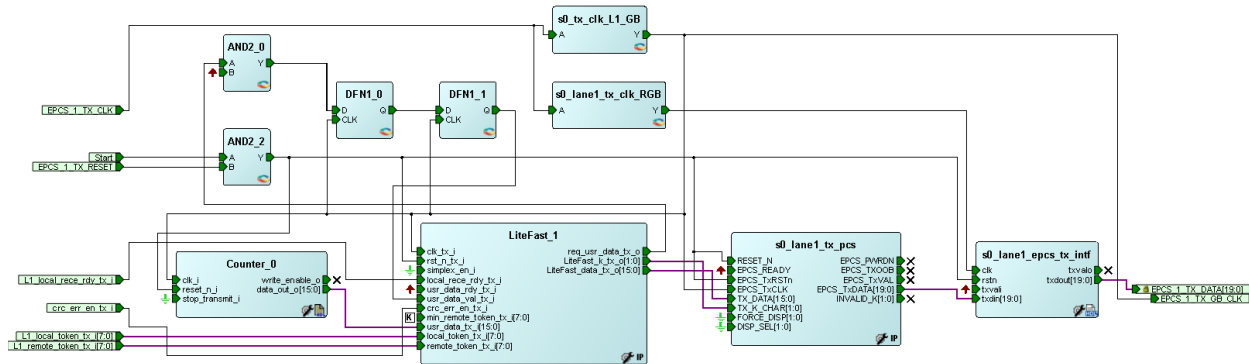 s0_tx_clk_L1_GB
A
Y
AND2_0
A
B
Y
s0_lane1_tx_clk_RGB
A
Y
DFN1_0
D
CLK
Q
DFN1_1
D
CLK
Q
EPCS_1_TX_CLK
AND2_2
A
B
Y
Start
EPCS_1_TX_RESET
LiteFast_1
clk_tx_i
rst_n_tx_i
simplex_en_i
local_rece_rdy_tx_i
usr_data_rdy_tx_i
usr_data_val_tx_i
crc_err_en_tx_i
K
min_remote_token_tx_i[7:0]
usr_data_tx_i[15:0]
local_token_tx_i[7:0]
remote_token_tx_i[7:0]
req_usr_data_tx_o
LiteFast_k_tx_o[1:0]
LiteFast_data_tx_o[15:0]
IP
s0_lane1_tx_pcs
RESET_N
EPCS_READY
EPCS_TxRSTn
EPCS_TxCLK
TX_DATA[15:0]
TX_K_CHAR[1:0]
FORCE_DISP[1:0]
DISP_SEL[1:0]
EPCS_PWRDN
EPCS_TXOOB
EPCS_TxVAL
EPCS_TxDATA[19:0]
INVALID_K[1:0]
IP
s0_lane1_epcs_tx_intf
clk
rstn
txvali
txdin[19:0]
txvalo
txdout[19:0]
EPCS_1_TX_DATA[19:0]
EPCS_1_TX_GB_CLK
Counter_0
clk_i
reset_n_i
stop_transmit_i
write_enable_o
data_out_o[15:0]
L1_local_rece_rdy_tx_i
crc_err_en_tx_i
L1_local_token_tx_i[7:0]
L1_remote_token_tx_i[7:0]